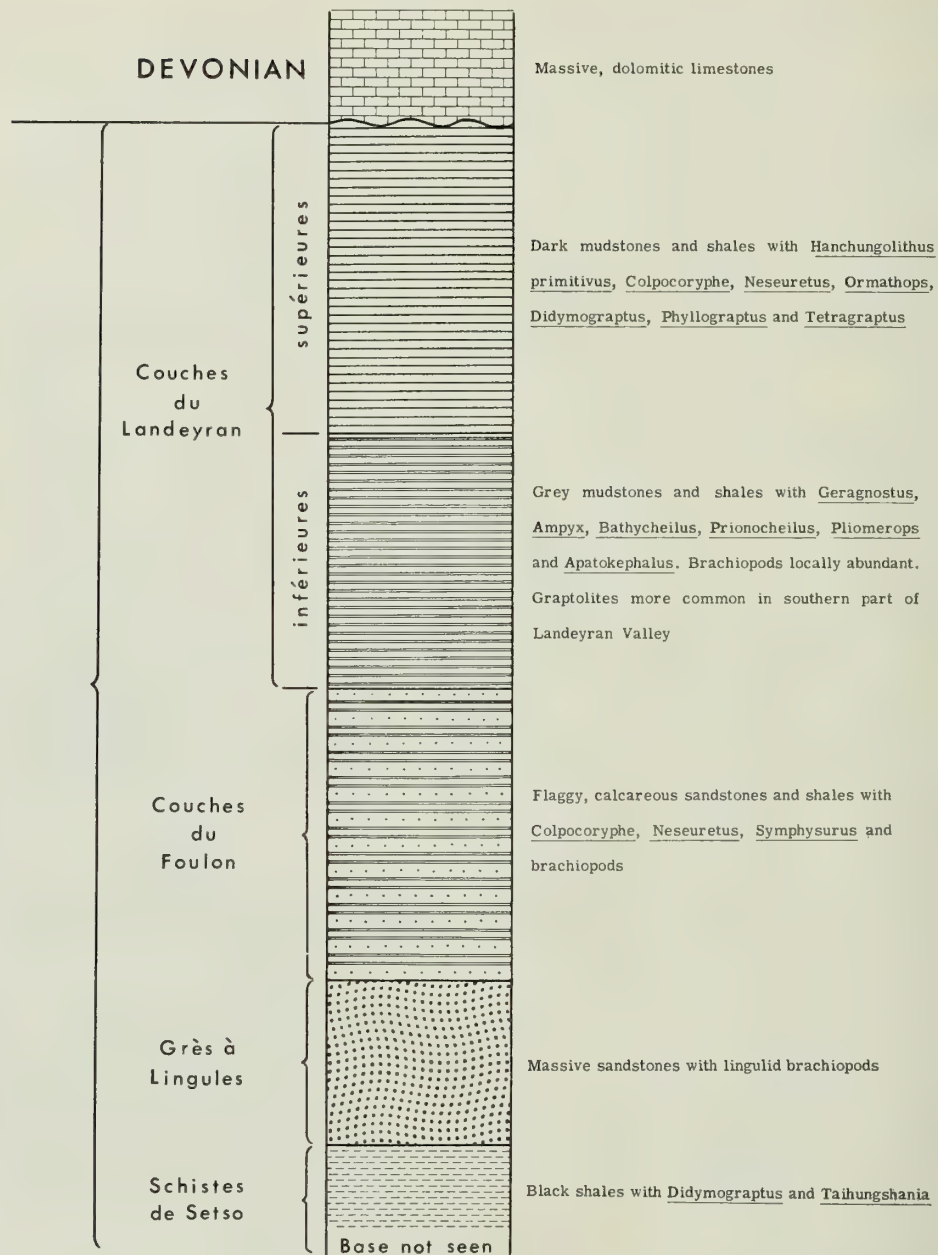 DEVONIAN
Massive, dolomitic limestones
supérieures
Dark mudstones and shales with Hanchungolithus
primitivus, Colpocoryphe, Neseuretus, Ormathops,
Didymograptus, Phyllograptus and Tetragraptus
Couches
du
Landeyran
inférieures
Grey mudstones and shales with Geragnostus,
Ampyx, Bathycheilus, Prionocheilus, Pliomerops
and Apatokephalus. Brachiopods locally abundant.
Graptolites more common in southern part of
Landeyran Valley
Couches
du
Foulon
Flaggy, calcareous sandstones and shales with
Colpocoryphe, Neseuretus, Symphysurus and
brachiopods
Grès à
Lingules
Massive sandstones with lingulid brachiopods
Schistes
de Setso
Black shales with Didymograptus and Taihungshania
Base not seen